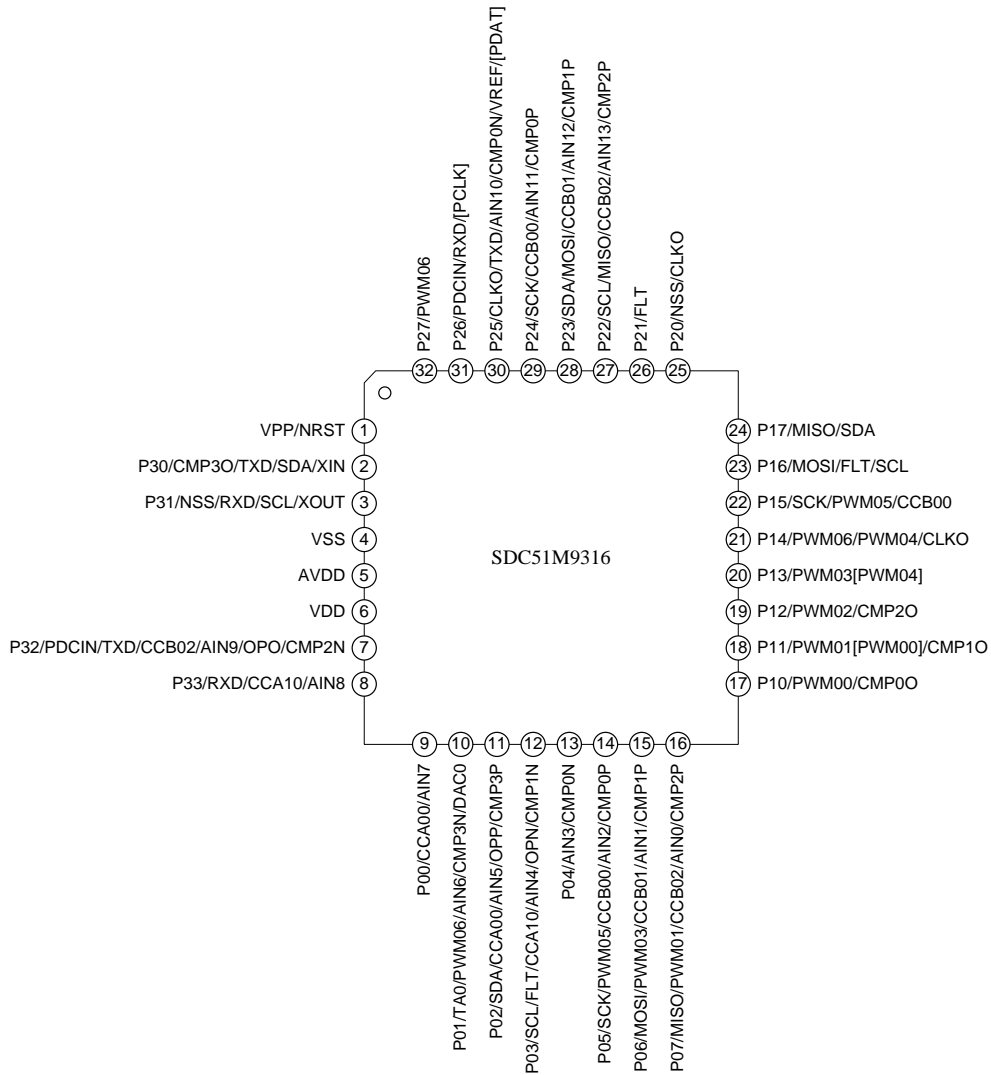 P27/PWM06
P26/PDCIN/RXD/[PCLK]
P25/CLKO/TXD/AIN10/CMP0N/VREF/[PDAT]
P24/SCK/CCB00/AIN11/CMP0P
P23/SDA/MOSI/CCB01/AIN12/CMP1P
P22/SCL/MISO/CCB02/AIN13/CMP2P
P21/FLT
P20/NSS/CLKO
32 31 30 29 28 27 26 25
VPP/NRST 1
P30/CMP3O/TXD/SDA/XIN 2
P31/NSS/RXD/SCL/XOUT 3
VSS 4
AVDD 5
VDD 6
P32/PDCIN/TXD/CCB02/AIN9/OPO/CMP2N 7
P33/RXD/CCA10/AIN8 8
SDC51M9316
24 P17/MISO/SDA
23 P16/MOSI/FLT/SCL
22 P15/SCK/PWM05/CCB00
21 P14/PWM06/PWM04/CLKO
20 P13/PWM03[PWM04]
19 P12/PWM02/CMP2O
18 P11/PWM01[PWM00]/CMP1O
17 P10/PWM00/CMP0O
9 10 11 12 13 14 15 16
P00/CCA00/AIN7
P01/TA0/PWM06/AIN6/CMP3N/DAC0
P02/SDA/CCA00/AIN5/OPP/CMP3P
P03/SCL/FLT/CCA10/AIN4/OPN/CMP1N
P04/AIN3/CMP0N
P05/SCK/PWM05/CCB00/AIN2/CMP0P
P06/MOSI/PWM03/CCB01/AIN1/CMP1P
P07/MISO/PWM01/CCB02/AIN0/CMP2P